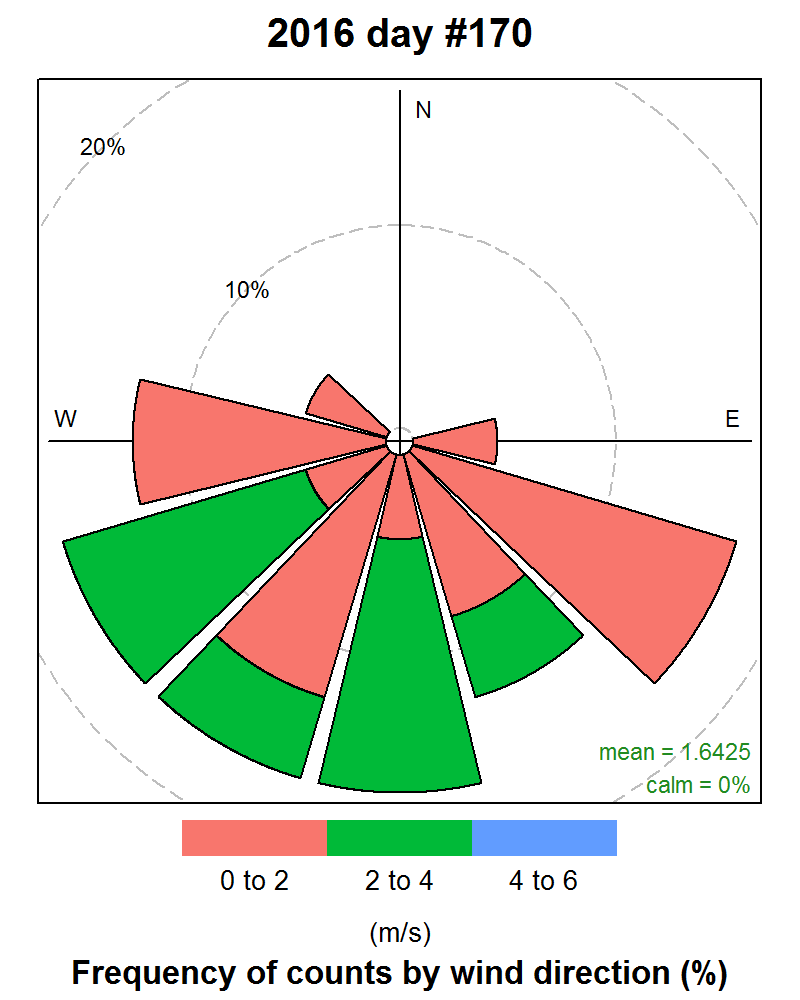 2016 day #170
N
20%
10%
W
E
mean = 1.6425
calm = 0%
0 to 2
2 to 4
4 to 6
(m/s)
Frequency of counts by wind direction (%)